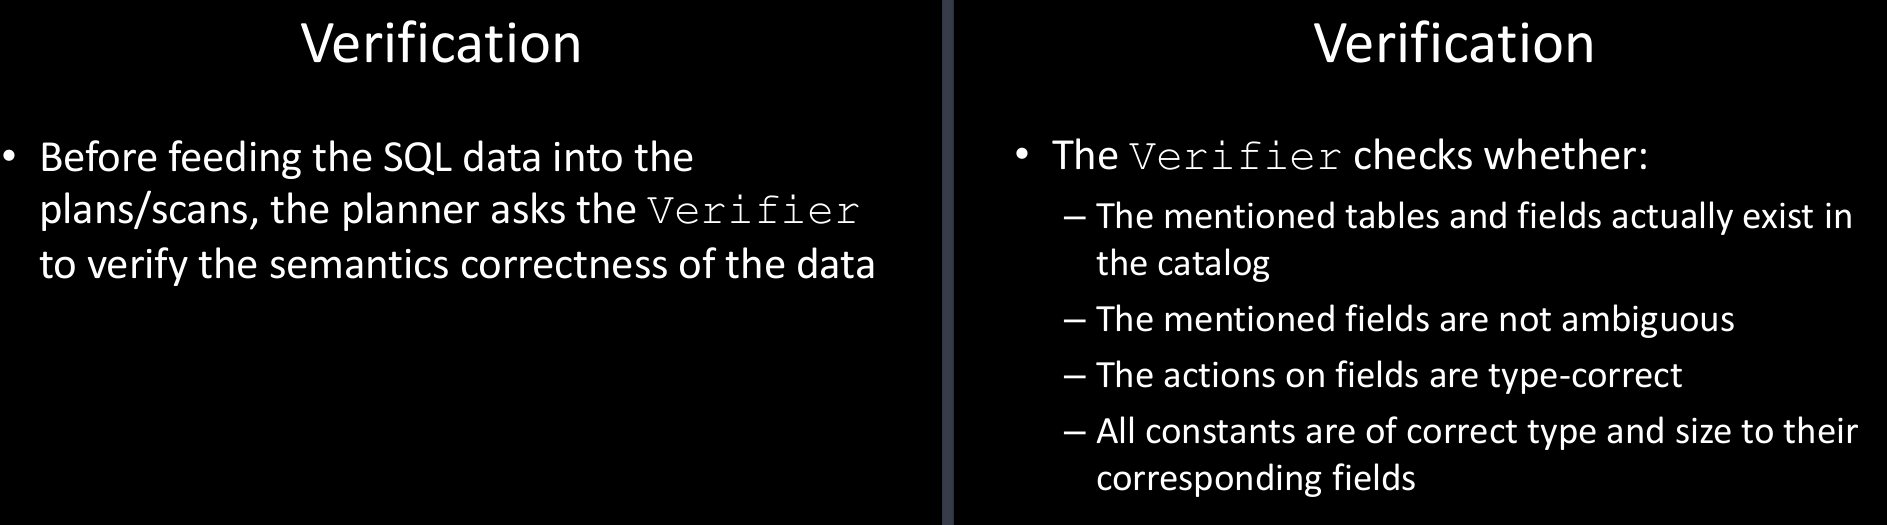 Verification
• Before feeding the SQL data into the
plans/scans, the planner asks the Verifier
to verify the semantics correctness of the data
Verification
• The Verifier checks whether:
– The mentioned tables and fields actually exist in
the catalog
– The mentioned fields are not ambiguous
– The actions on fields are type-correct
– All constants are of correct type and size to their
corresponding fields